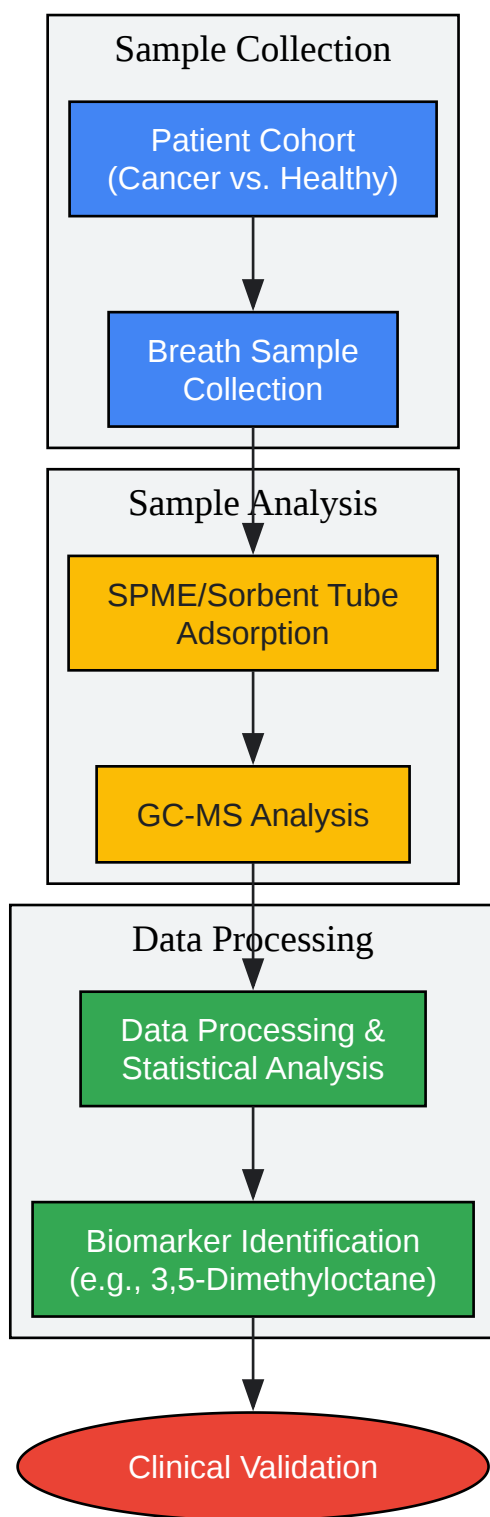 Sample Collection
Patient Cohort
(Cancer vs. Healthy)
Breath Sample
Collection
Sample Analysis
SPME/Sorbent Tube
Adsorption
GC-MS Analysis
Data Processing
Data Processing &
Statistical Analysis
Biomarker Identification
(e.g., 3,5-Dimethyloctane)
Clinical Validation